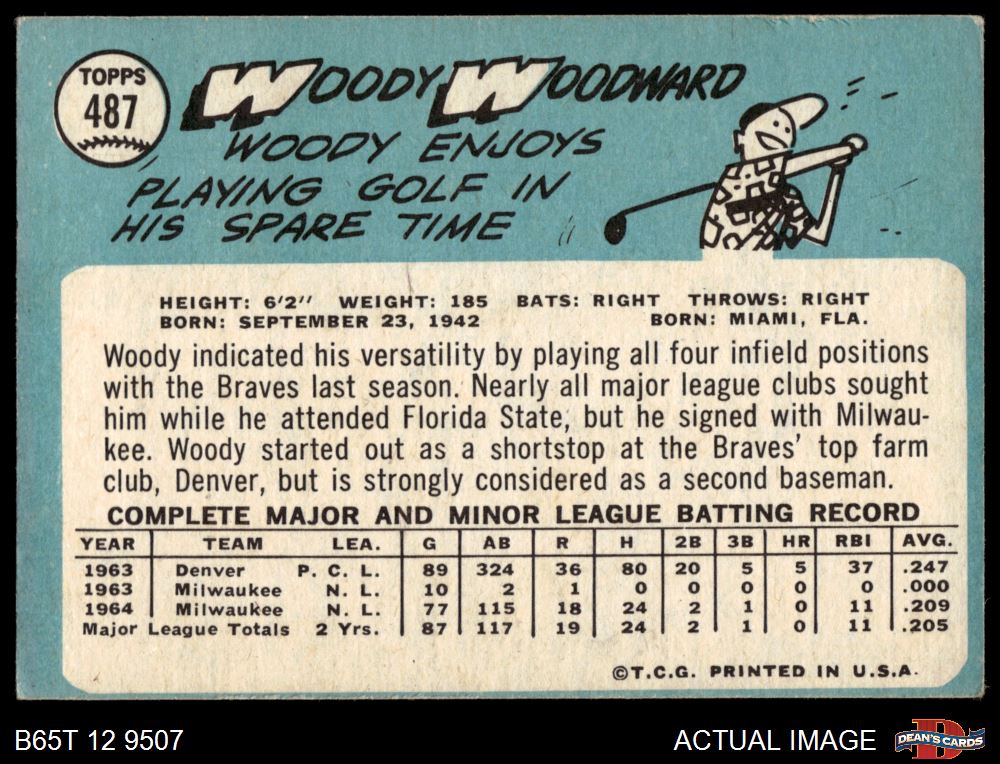 TOPPS
487
WOODY WOODWARD
WOODY ENJOYS
PLAYING GOLF IN
HIS SPARE TIME
HEIGHT: 6'2" WEIGHT: 185 BATS: RIGHT THROWS: RIGHT
BORN: SEPTEMBER 23, 1942 BORN: MIAMI, FLA.
Woody indicated his versatility by playing all four infield positions
with the Braves last season. Nearly all major league clubs sought
him while he attended Florida State, but he signed with Milwau-
kee. Woody started out as a shortstop at the Braves' top farm
club, Denver, but is strongly considered as a second baseman.
COMPLETE MAJOR AND MINOR LEAGUE BATTING RECORD
YEAR TEAM LEA. G AB R H 2B 3B HR RBI AVG.
1963 Denver P. C. L. 89 324 36 80 20 5 5 37 .247
1963 Milwaukee N. L. 10 2 1 0 0 0 0 0 .000
1964 Milwaukee N. L. 77 115 18 24 2 1 0 11 .209
Major League Totals 2 Yrs. 87 117 19 24 2 1 0 11 .205
©T.C.G. PRINTED IN U.S.A.
B65T 12 9507 ACTUAL IMAGE DEAN'S CARDS